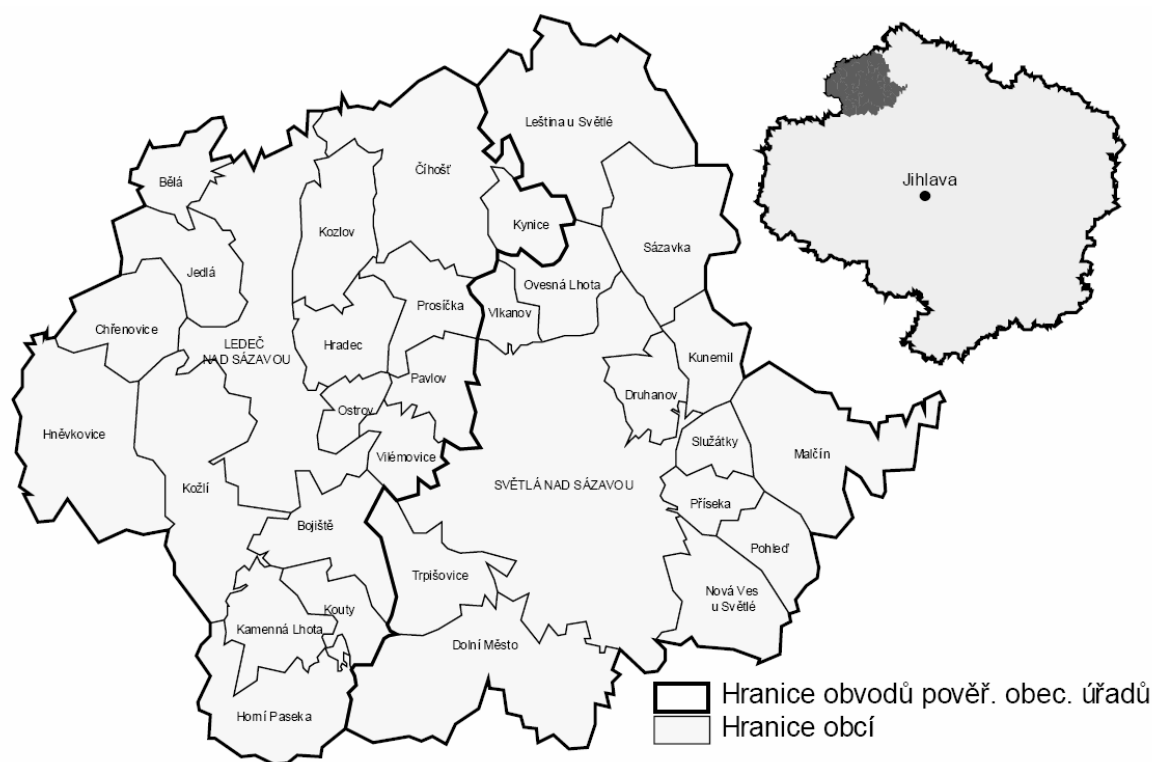 Leština u Světlé
Číhošť
Bělá
Kynice
Jihlava
Kozlov
Sázavka
Jedlá
Ovesná Lhota
Prosíčka
Vlkanov
Chřenovice
LEDEČ
NAD SÁZAVOU
Hradec
Kunemil
Pavlov
Druhanov
Ostrov
Hněvkovice
Služátky
Malčín
Vilémovice
SVĚTLÁ NAD SÁZAVOU
Kožlí
Příseka
Bojiště
Pohleď
Trpišovice
Nová Ves
u Světlé
Kouty
Kamenná Lhota
Dolní Město
Horní Paseka
Hranice obvodů pověř. obec. úřadů
Hranice obcí